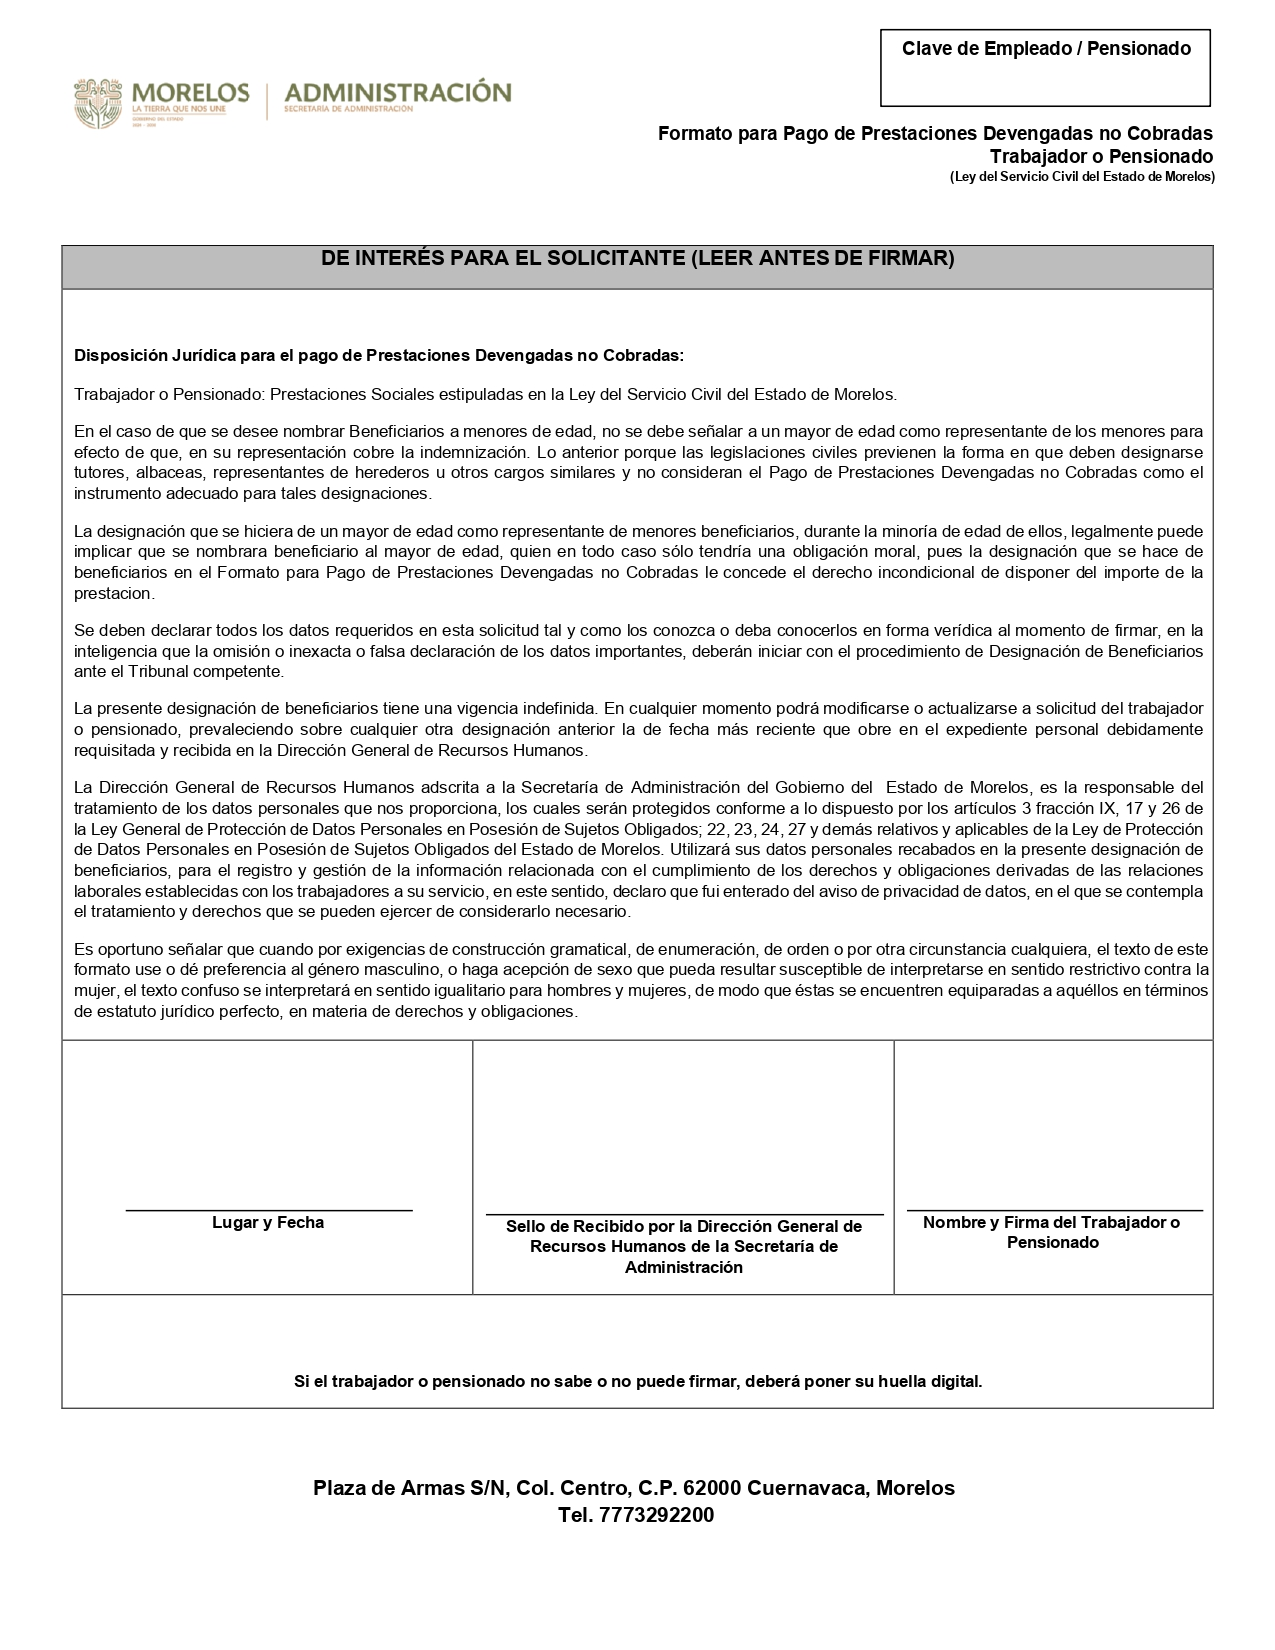 Clave de Empleado / Pensionado
MORELOS
LA TIERRA QUE NOS UNE
GOBIERNO DEL ESTADO
2024 - 2030
ADMINISTRACIÓN
SECRETARÍA DE ADMINISTRACIÓN
Formato para Pago de Prestaciones Devengadas no Cobradas
Trabajador o Pensionado
(Ley del Servicio Civil del Estado de Morelos)
DE INTERÉS PARA EL SOLICITANTE (LEER ANTES DE FIRMAR)
Disposición Jurídica para el pago de Prestaciones Devengadas no Cobradas:
Trabajador o Pensionado: Prestaciones Sociales estipuladas en la Ley del Servicio Civil del Estado de Morelos.
En el caso de que se desee nombrar Beneficiarios a menores de edad, no se debe señalar a un mayor de edad como representante de los menores para
efecto de que, en su representación cobre la indemnización. Lo anterior porque las legislaciones civiles previenen la forma en que deben designarse
tutores, albaceas, representantes de herederos u otros cargos similares y no consideran el Pago de Prestaciones Devengadas no Cobradas como el
instrumento adecuado para tales designaciones.
La designación que se hiciera de un mayor de edad como representante de menores beneficiarios, durante la minoría de edad de ellos, legalmente puede
implicar que se nombrara beneficiario al mayor de edad, quien en todo caso sólo tendría una obligación moral, pues la designación que se hace de
beneficiarios en el Formato para Pago de Prestaciones Devengadas no Cobradas le concede el derecho incondicional de disponer del importe de la
prestacion.
Se deben declarar todos los datos requeridos en esta solicitud tal y como los conozca o deba conocerlos en forma verídica al momento de firmar, en la
inteligencia que la omisión o inexacta o falsa declaración de los datos importantes, deberán iniciar con el procedimiento de Designación de Beneficiarios
ante el Tribunal competente.
La presente designación de beneficiarios tiene una vigencia indefinida. En cualquier momento podrá modificarse o actualizarse a solicitud del trabajador
o pensionado, prevaleciendo sobre cualquier otra designación anterior la de fecha más reciente que obre en el expediente personal debidamente
requisitada y recibida en la Dirección General de Recursos Humanos.
La Dirección General de Recursos Humanos adscrita a la Secretaría de Administración del Gobierno del Estado de Morelos, es la responsable del
tratamiento de los datos personales que nos proporciona, los cuales serán protegidos conforme a lo dispuesto por los artículos 3 fracción IX, 17 y 26 de
la Ley General de Protección de Datos Personales en Posesión de Sujetos Obligados; 22, 23, 24, 27 y demás relativos y aplicables de la Ley de Protección
de Datos Personales en Posesión de Sujetos Obligados del Estado de Morelos. Utilizará sus datos personales recabados en la presente designación de
beneficiarios, para el registro y gestión de la información relacionada con el cumplimiento de los derechos y obligaciones derivadas de las relaciones
laborales establecidas con los trabajadores a su servicio, en este sentido, declaro que fui enterado del aviso de privacidad de datos, en el que se contempla
el tratamiento y derechos que se pueden ejercer de considerarlo necesario.
Es oportuno señalar que cuando por exigencias de construcción gramatical, de enumeración, de orden o por otra circunstancia cualquiera, el texto de este
formato use o dé preferencia al género masculino, o haga acepción de sexo que pueda resultar susceptible de interpretarse en sentido restrictivo contra la
mujer, el texto confuso se interpretará en sentido igualitario para hombres y mujeres, de modo que éstas se encuentren equiparadas a aquéllos en términos
de estatuto jurídico perfecto, en materia de derechos y obligaciones.
Lugar y Fecha
Sello de Recibido por la Dirección General de
Recursos Humanos de la Secretaría de
Administración
Nombre y Firma del Trabajador o
Pensionado
Si el trabajador o pensionado no sabe o no puede firmar, deberá poner su huella digital.
Plaza de Armas S/N, Col. Centro, C.P. 62000 Cuernavaca, Morelos
Tel. 7773292200